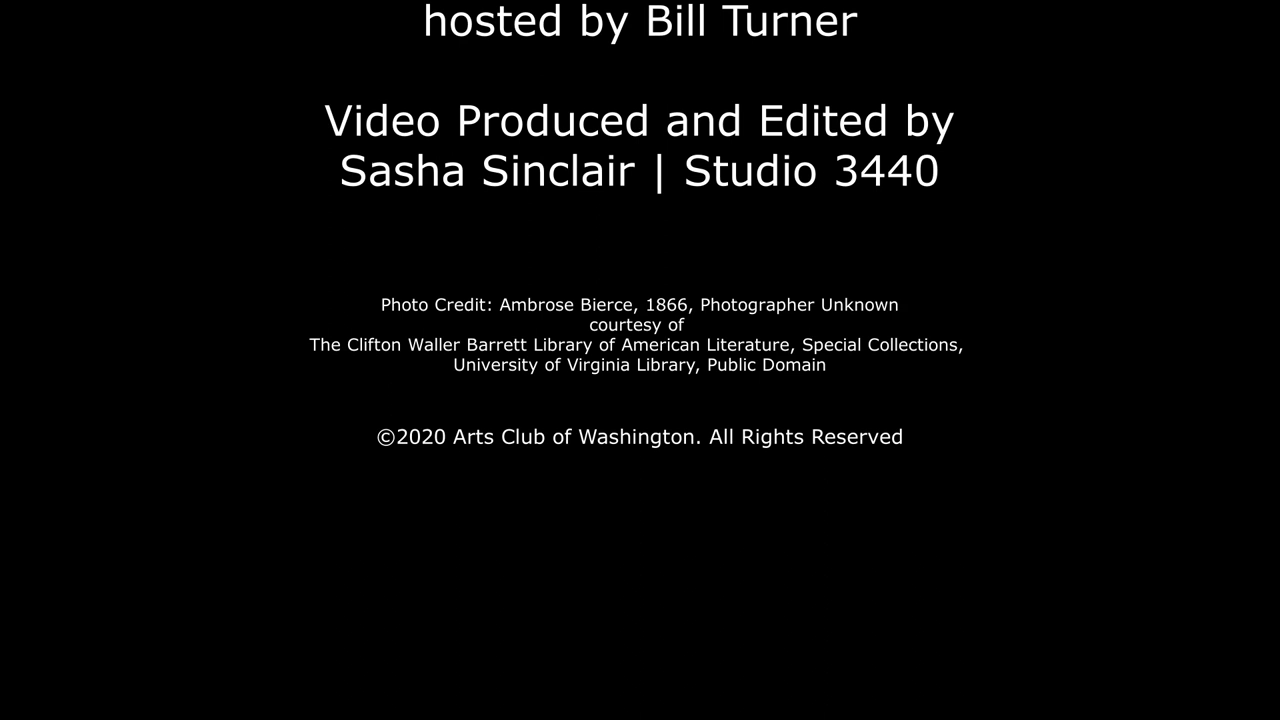 hosted by Bill Turner
Video Produced and Edited by
Sasha Sinclair | Studio 3440
Photo Credit: Ambrose Bierce, 1866, Photographer Unknown
courtesy of
The Clifton Waller Barrett Library of American Literature, Special Collections,
University of Virginia Library, Public Domain
©2020 Arts Club of Washington. All Rights Reserved